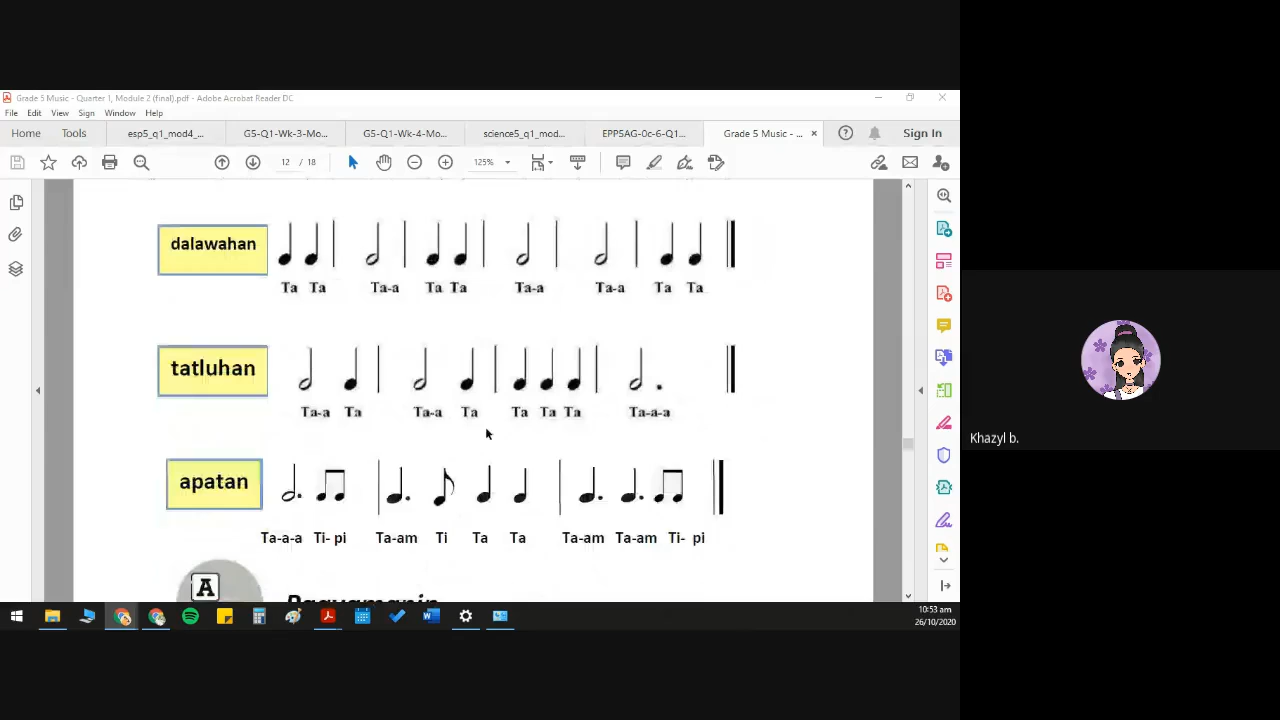 Grade 5 Music - Quarter 1, Module 2 (final).pdf - Adobe Acrobat Reader DC
File Edit View Sign Window Help
Home Tools esp5_q1_mod4_... G5-Q1-Wk-3-Mo... G5-Q1-Wk-4-Mo... science5_q1_mod... EPP5AG-0c-6-Q1... Grade 5 Music - ... × Sign In
12 / 18 125%
dalawahan
Ta Ta Ta-a Ta Ta Ta-a Ta-a Ta Ta
tatluhan
Ta-a Ta Ta-a Ta Ta Ta Ta Ta-a-a
apatan
Ta-a-a Ti- pi Ta-am Ti Ta Ta Ta-am Ta-am Ti- pi
A
Khazyl b.
10:53 am
26/10/2020